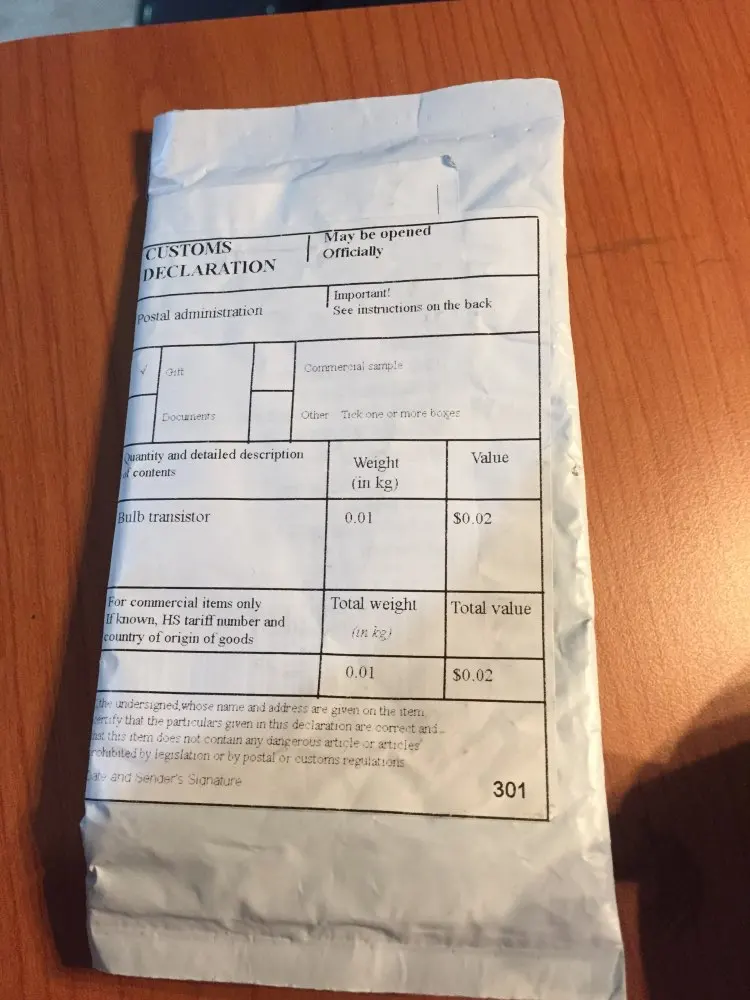 CUSTOMS
DECLARATION
May be opened
Officially
Postal administration
Important!
See instructions on the back
√ Gift
Commercial sample
Documents
Other Tick one or more boxes
Quantity and detailed description
of contents
Weight
(in kg)
Value
Bulb transistor
0.01
$0.02
For commercial items only
If known, HS tariff number and
country of origin of goods
Total weight
(in kg)
Total value
0.01
$0.02
the undersigned,whose name and address are given on the item
certify that the particulars given in this declaration are correct and
that this item does not contain any dangerous article or articles
prohibited by legislation or by postal or customs regulations
Date and Sender's Signature
301